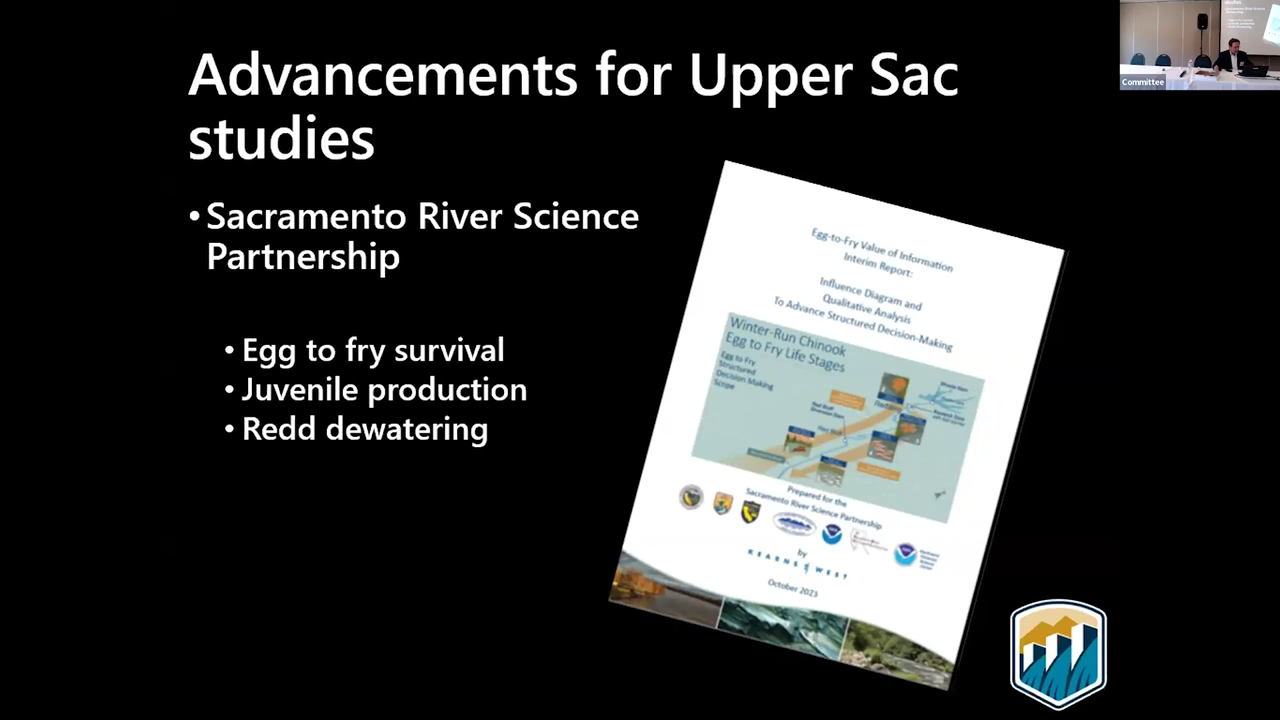 Advancements for Upper Sac
studies
• Sacramento River Science
Partnership
• Egg to fry survival
• Juvenile production
• Redd dewatering
Egg-to-Fry Value of Information
Interim Report:
Influence Diagram and
Qualitative Analysis
To Advance Structured Decision-Making
Winter-Run Chinook
Egg to Fry Life Stages
Egg to Fry
Structured
Decision Making
Scope
Prepared for the
Sacramento River Science Partnership
by
KEARNS WEST
October 2023
Committee